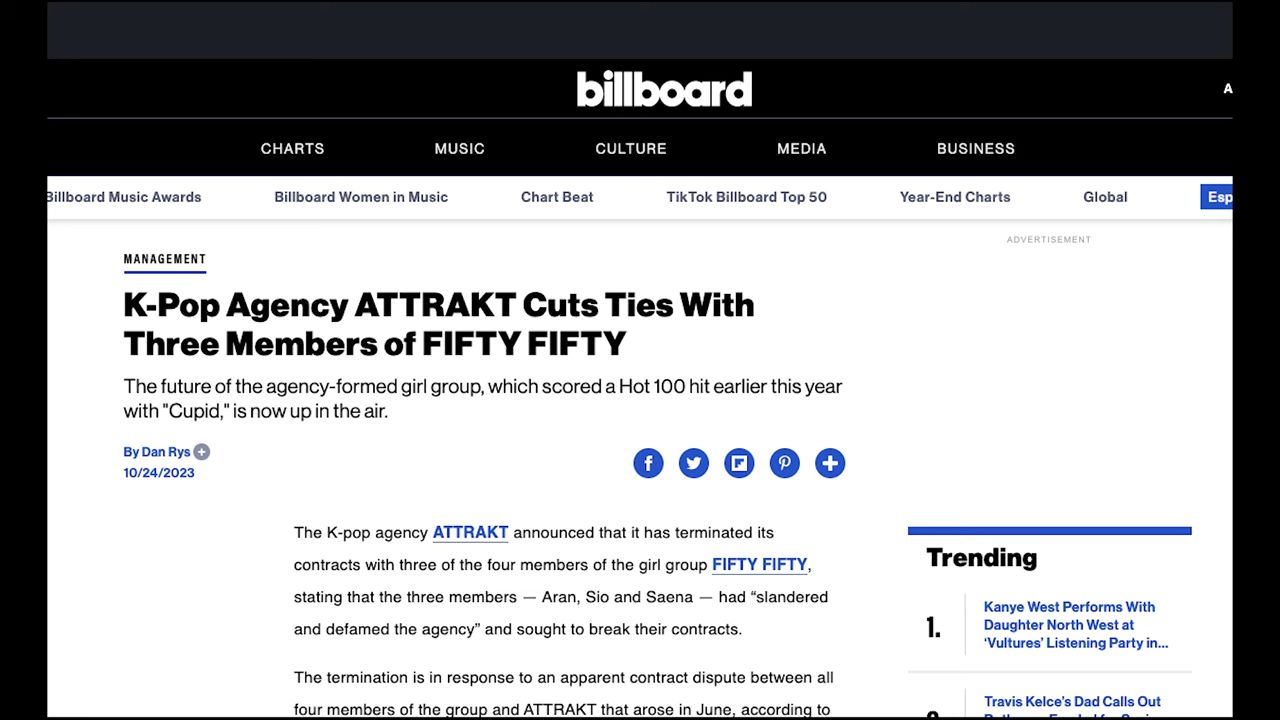 billboard
A
CHARTS MUSIC CULTURE MEDIA BUSINESS
Billboard Music Awards Billboard Women in Music Chart Beat TikTok Billboard Top 50 Year-End Charts Global Esp
ADVERTISEMENT
MANAGEMENT
K-Pop Agency ATTRAKT Cuts Ties With
Three Members of FIFTY FIFTY
The future of the agency-formed girl group, which scored a Hot 100 hit earlier this year
with "Cupid," is now up in the air.
By Dan Rys
10/24/2023
The K-pop agency ATTRAKT announced that it has terminated its
contracts with three of the four members of the girl group FIFTY FIFTY,
stating that the three members — Aran, Sio and Saena — had “slandered
and defamed the agency” and sought to break their contracts.
The termination is in response to an apparent contract dispute between all
four members of the group and ATTRAKT that arose in June, according to
Trending
1.
Kanye West Performs With
Daughter North West at
‘Vultures’ Listening Party in...
Travis Kelce’s Dad Calls Out